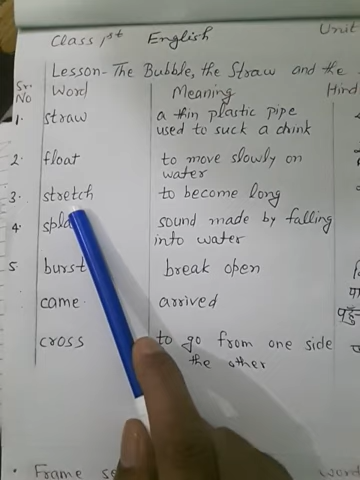 Class 1st English Unit
Lesson- The Bubble, the Straw and the
Sr. No Word Meaning Hind
1. straw a thin plastic pipe
used to suck a drink
2. float to move slowly on
water
3. stretch to become long
4. sound made by falling
into water
5. burst break open
came arrived
cross to go from one side
the other
Frame Word